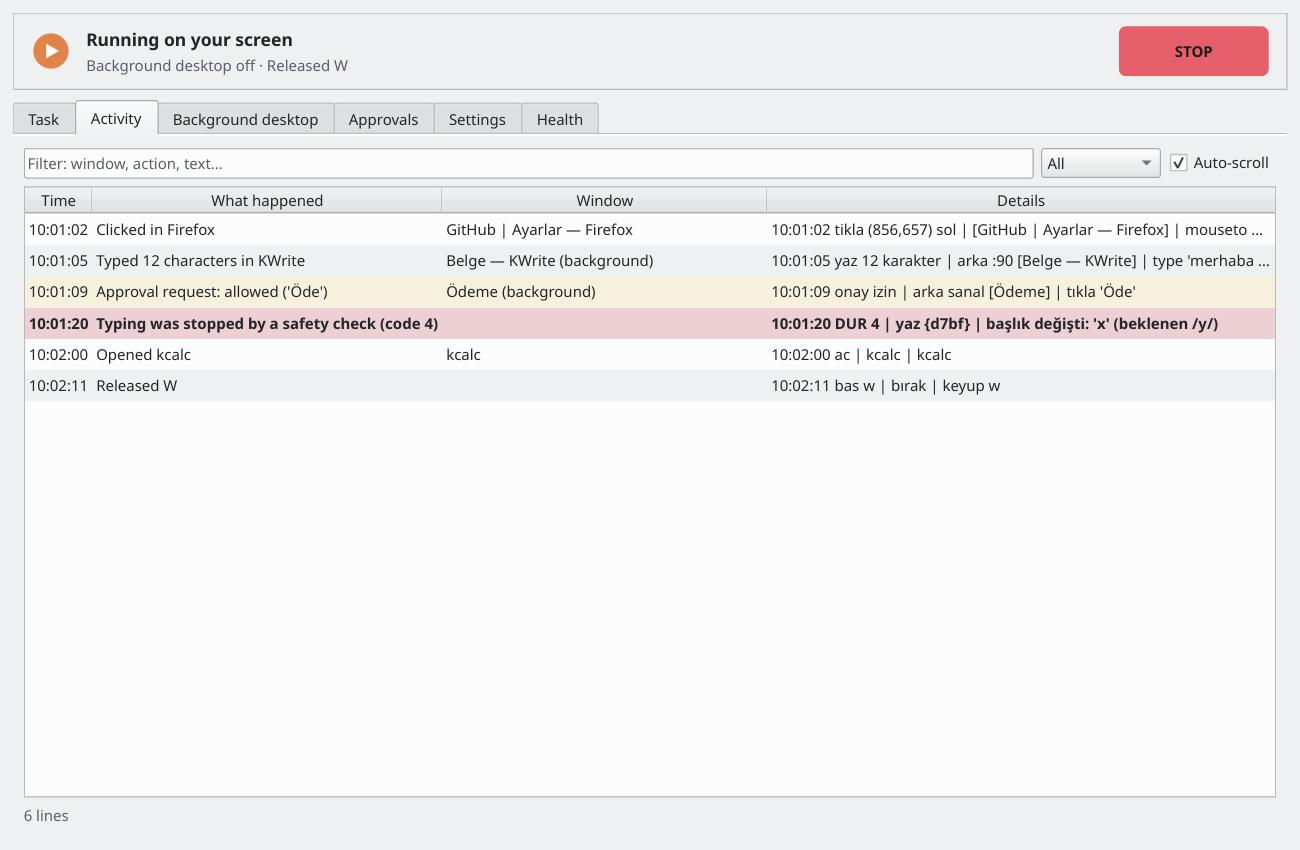 Running on your screen
Background desktop off · Released W
STOP
Task Activity Background desktop Approvals Settings Health
Filter: window, action, text...
All
Auto-scroll
Time What happened Window Details
10:01:02 Clicked in Firefox GitHub | Ayarlar — Firefox 10:01:02 tikla (856,657) sol | [GitHub | Ayarlar — Firefox] | mouseto ...
10:01:05 Typed 12 characters in KWrite Belge — KWrite (background) 10:01:05 yaz 12 karakter | arka :90 [Belge — KWrite] | type 'merhaba ...
10:01:09 Approval request: allowed ('Öde') Ödeme (background) 10:01:09 onay izin | arka sanal [Ödeme] | tıkla 'Öde'
10:01:20 Typing was stopped by a safety check (code 4) 10:01:20 DUR 4 | yaz {d7bf} | başlık değişti: 'x' (beklenen /y/)
10:02:00 Opened kcalc kcalc 10:02:00 ac | kcalc | kcalc
10:02:11 Released W 10:02:11 bas w | bırak | keyup w
6 lines